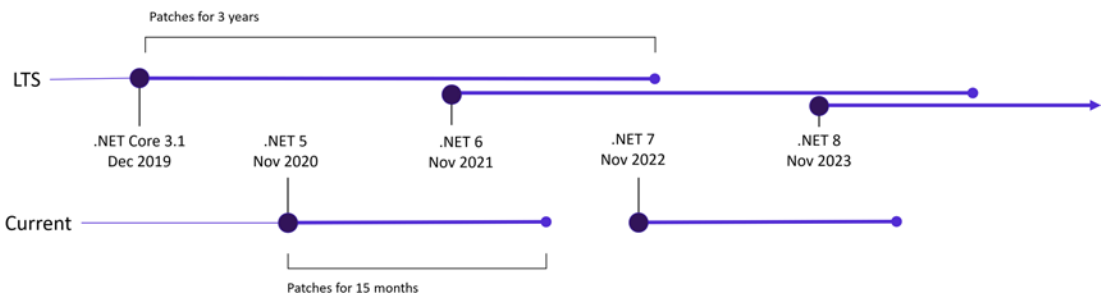 Patches for 3 years
LTS
.NET Core 3.1
Dec 2019
.NET 5
Nov 2020
.NET 6
Nov 2021
.NET 7
Nov 2022
.NET 8
Nov 2023
Current
Patches for 15 months